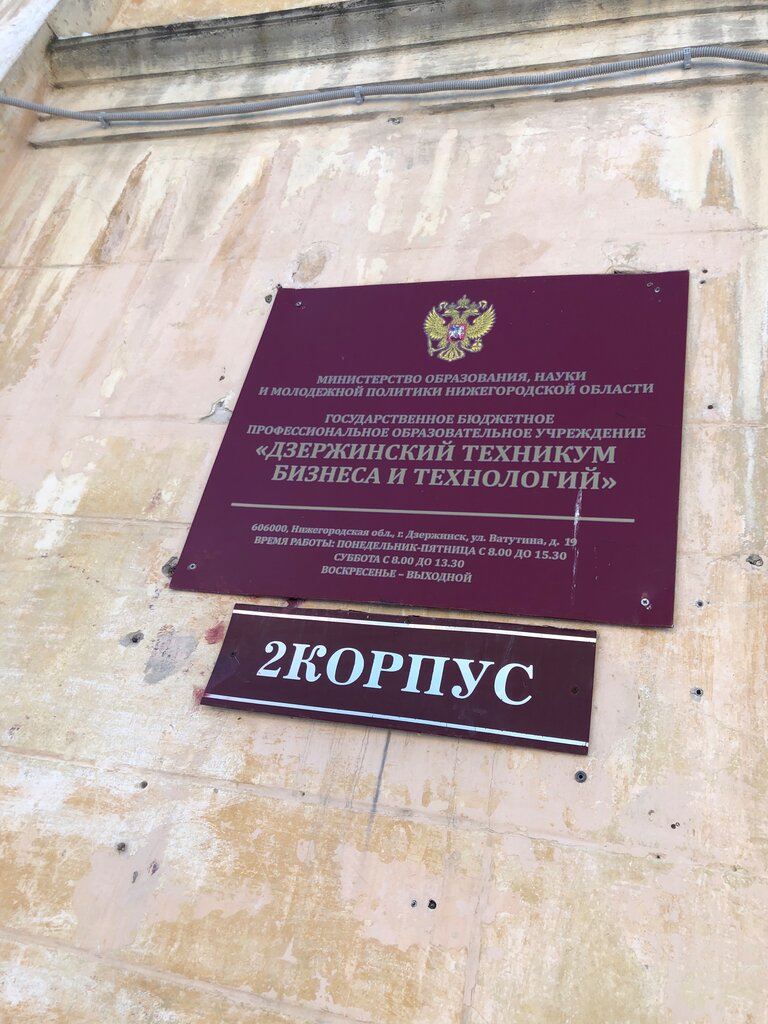 МИНИСТЕРСТВО ОБРАЗОВАНИЯ, НАУКИ
И МОЛОДЕЖНОЙ ПОЛИТИКИ НИЖЕГОРОДСКОЙ ОБЛАСТИ
ГОСУДАРСТВЕННОЕ БЮДЖЕТНОЕ
ПРОФЕССИОНАЛЬНОЕ ОБРАЗОВАТЕЛЬНОЕ УЧРЕЖДЕНИЕ
«ДЗЕРЖИНСКИЙ ТЕХНИКУМ
БИЗНЕСА И ТЕХНОЛОГИЙ»
606000, Нижегородская обл., г. Дзержинск, ул. Ватутина, д. 19
ВРЕМЯ РАБОТЫ: ПОНЕДЕЛЬНИК-ПЯТНИЦА С 8.00 ДО 15.30
СУББОТА С 8.00 ДО 13.30
ВОСКРЕСЕНЬЕ – ВЫХОДНОЙ
2КОРПУС